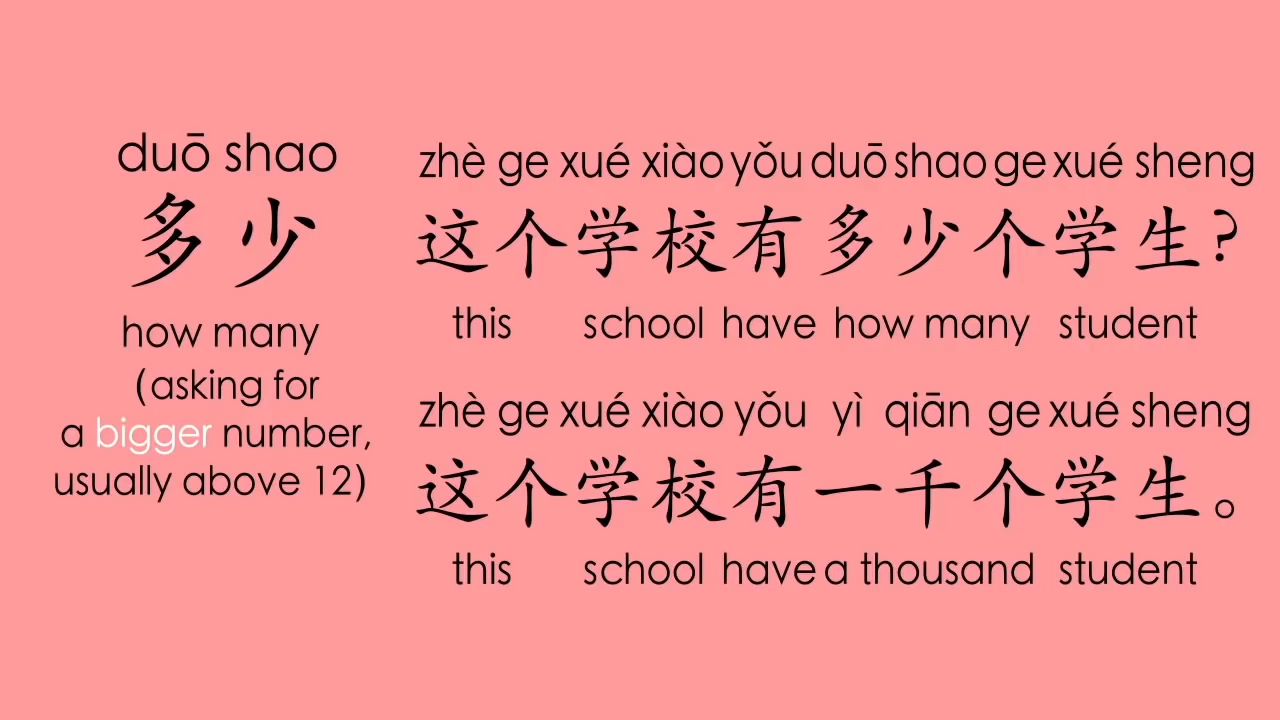 duō shao
多少
how many
(asking for
a bigger number,
usually above 12)
zhè ge xué xiào yǒu duō shao ge xué sheng
这个学校有多少个学生?
this school have how many student
zhè ge xué xiào yǒu yì qiān ge xué sheng
这个学校有一千个学生。
this school have a thousand student